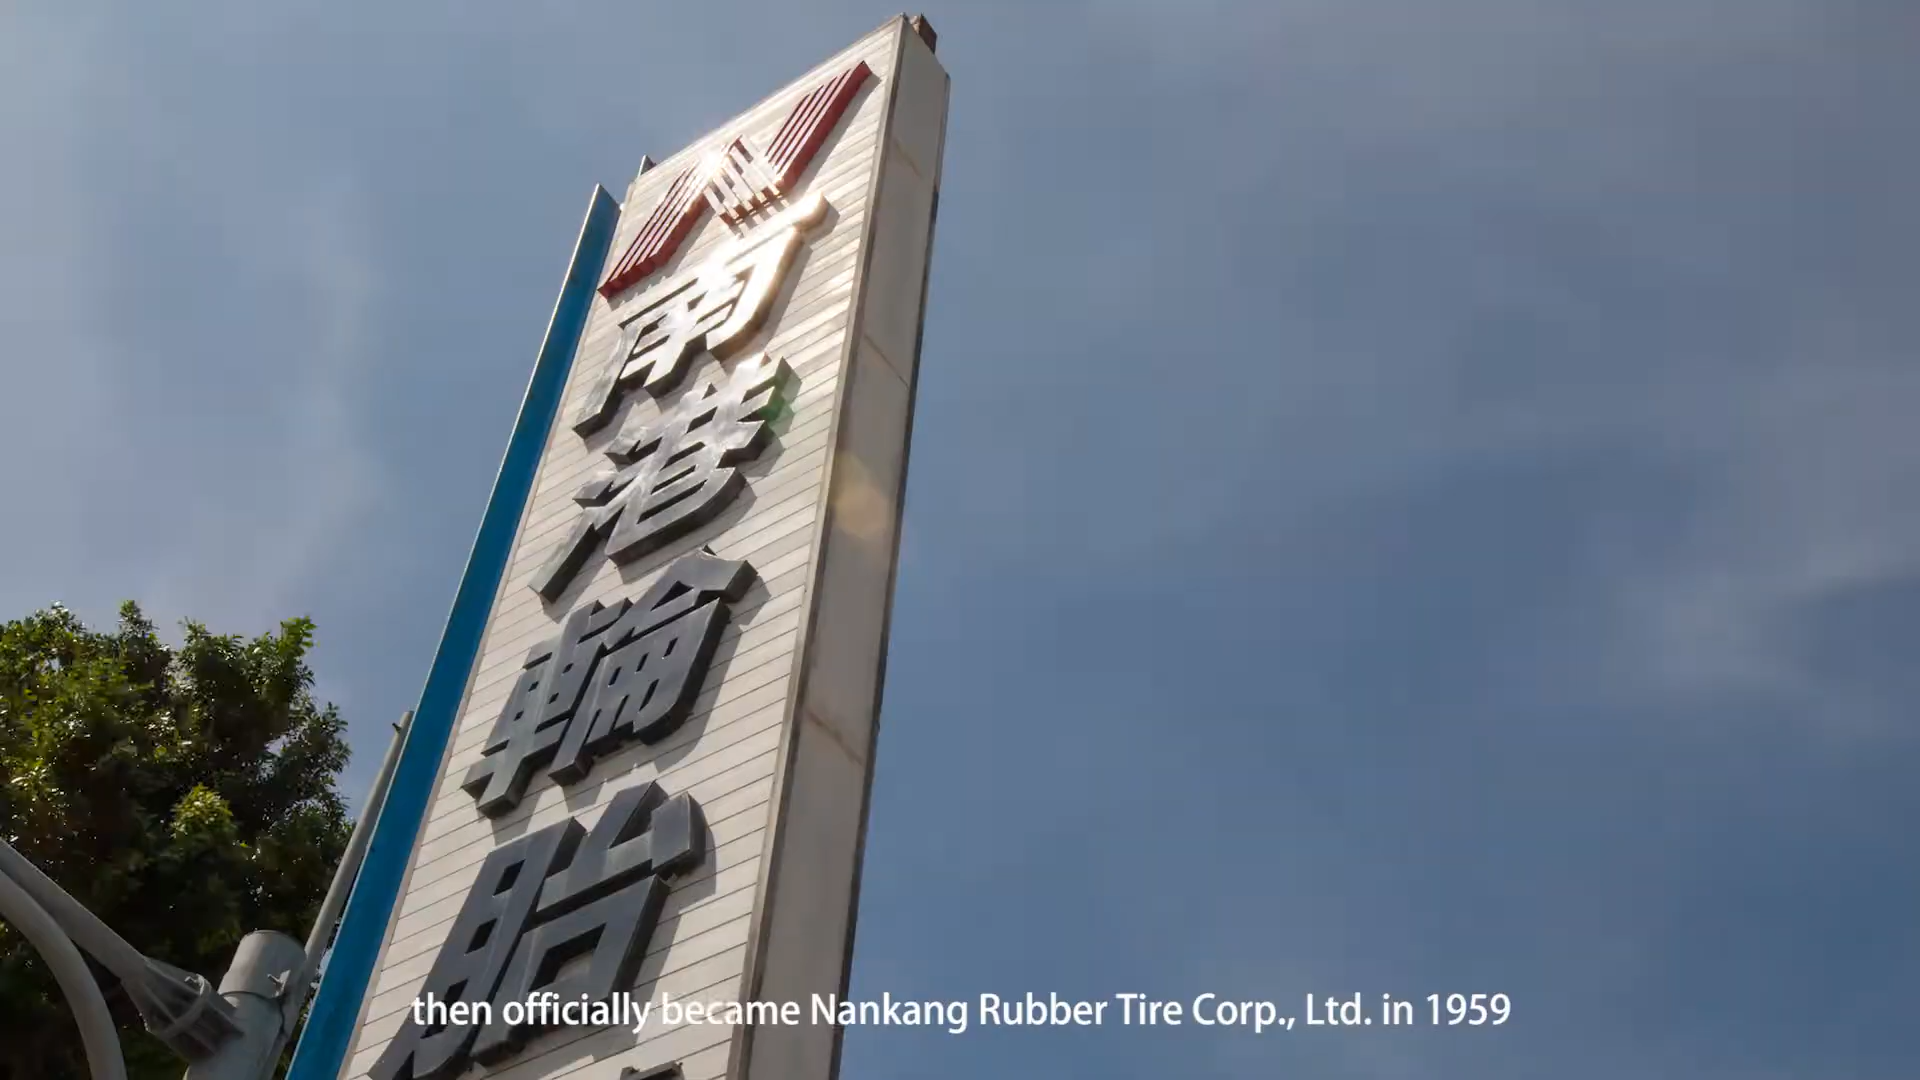 南港輪胎
then officially became Nankang Rubber Tire Corp., Ltd. in 1959